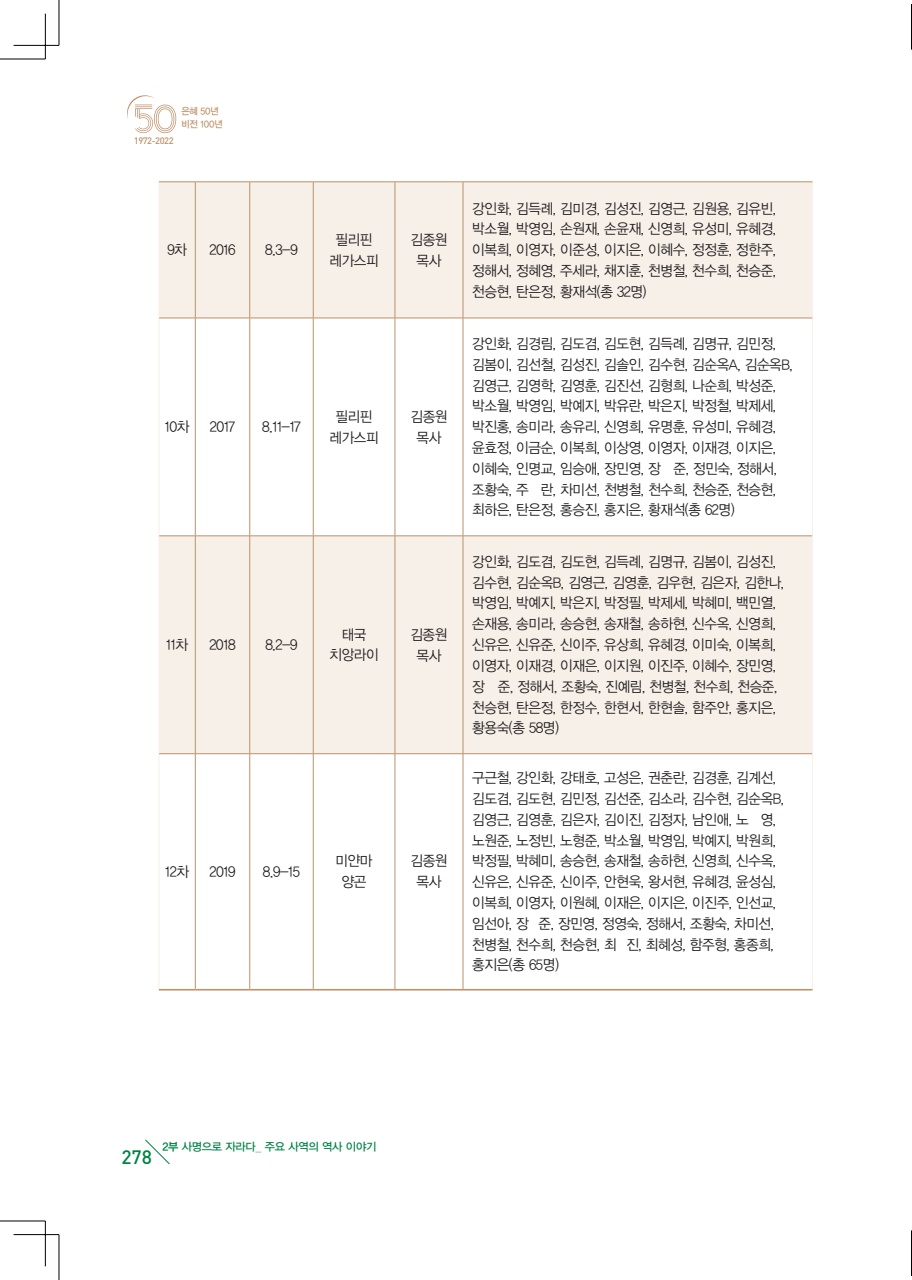 50 은혜 50년
비전 100년
1972-2022
9차 2016 8.3-9 필리핀 레가스피 김종원 목사
강인화, 김득례, 김미경, 김성진, 김영근, 김원용, 김유빈,
박소월, 박영임, 손원재, 손윤재, 신영희, 유성미, 유혜경,
이복희, 이영자, 이준성, 이지은, 이혜수, 정정훈, 정한주,
정해서, 정혜영, 주세라, 채지훈, 천병철, 천수희, 천승준,
천승현, 탄은정, 황재석(총 32명)
10차 2017 8.11-17 필리핀 레가스피 김종원 목사
강인화, 김경림, 김도겸, 김도현, 김득례, 김명규, 김민정,
김봄이, 김선철, 김성진, 김솔인, 김수현, 김순옥A, 김순옥B,
김영근, 김영학, 김영훈, 김진선, 김형희, 나순희, 박성준,
박소월, 박영임, 박예지, 박유란, 박은지, 박정철, 박제세,
박진홍, 송미라, 송유리, 신영희, 유명훈, 유성미, 유혜경,
윤효정, 이금순, 이복희, 이상영, 이영자, 이재경, 이지은,
이혜숙, 인명교, 임승애, 장민영, 장 준, 정민숙, 정해서,
조황숙, 주 란, 차미선, 천병철, 천수희, 천승준, 천승현,
최하은, 탄은정, 홍승진, 홍지은, 황재석(총 62명)
11차 2018 8.2-9 태국 치앙라이 김종원 목사
강인화, 김도겸, 김도현, 김득례, 김명규, 김봄이, 김성진,
김수현, 김순옥B, 김영근, 김영훈, 김우현, 김은자, 김한나,
박영임, 박예지, 박은지, 박정필, 박제세, 박혜미, 백민열,
손재용, 송미라, 송승현, 송재철, 송하현, 신수옥, 신영희,
신유은, 신유준, 신이주, 유상희, 유혜경, 이미숙, 이복희,
이영자, 이재경, 이재은, 이지원, 이진주, 이혜수, 장민영,
장 준, 정해서, 조황숙, 진예림, 천병철, 천수희, 천승준,
천승현, 탄은정, 한정수, 한현서, 한현솔, 함주안, 홍지은,
황용숙(총 58명)
12차 2019 8.9-15 미얀마 양곤 김종원 목사
구근철, 강인화, 강태호, 고성은, 권춘란, 김경훈, 김계선,
김도겸, 김도현, 김민정, 김선준, 김소라, 김수현, 김순옥B,
김영근, 김영훈, 김은자, 김이진, 김정자, 남인애, 노 영,
노원준, 노정빈, 노형준, 박소월, 박영임, 박예지, 박원희,
박정필, 박혜미, 송승현, 송재철, 송하현, 신영희, 신수옥,
신유은, 신유준, 신이주, 안현욱, 왕서현, 유혜경, 윤성심,
이복희, 이영자, 이원혜, 이재은, 이지은, 이진주, 인선교,
임선아, 장 준, 장민영, 정영숙, 정해서, 조황숙, 차미선,
천병철, 천수희, 천승현, 최 진, 최혜성, 함주형, 홍종희,
홍지은(총 65명)
278 2부 사명으로 자라다_ 주요 사역의 역사 이야기